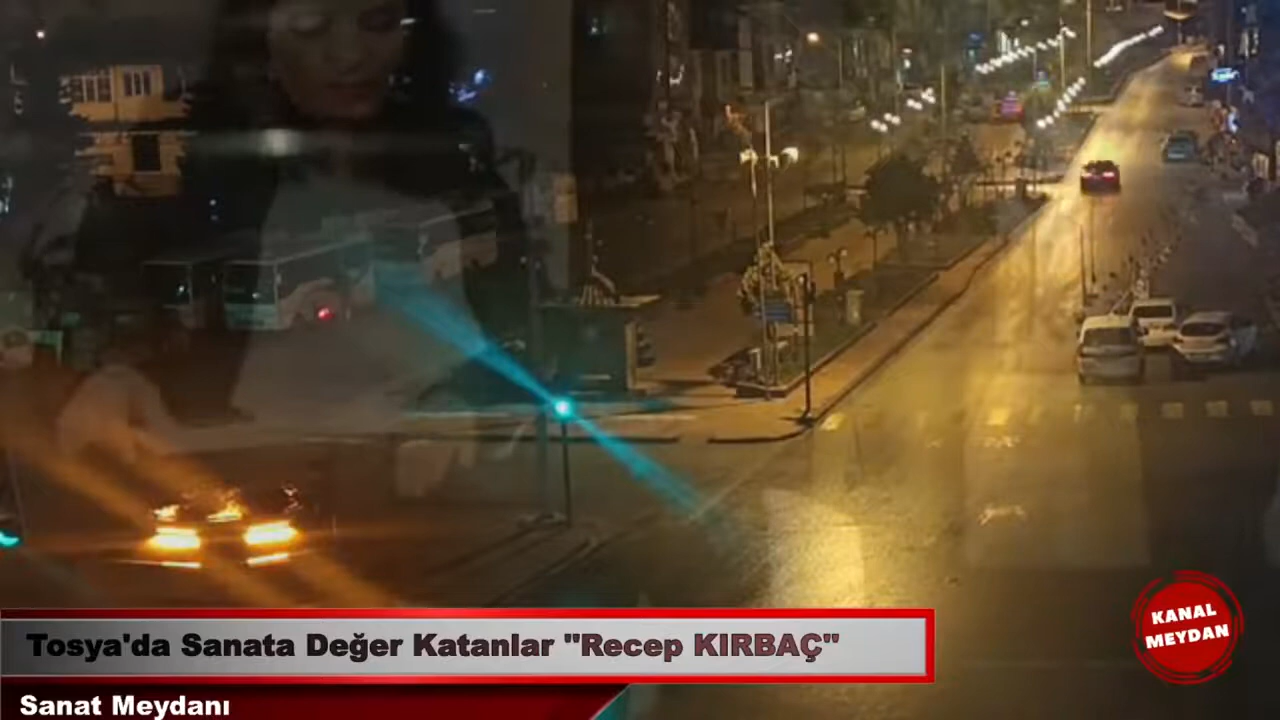 Tosya'da Sanata Değer Katanlar "Recep KIRBAÇ"
Sanat Meydanı
KANAL
MEYDAN